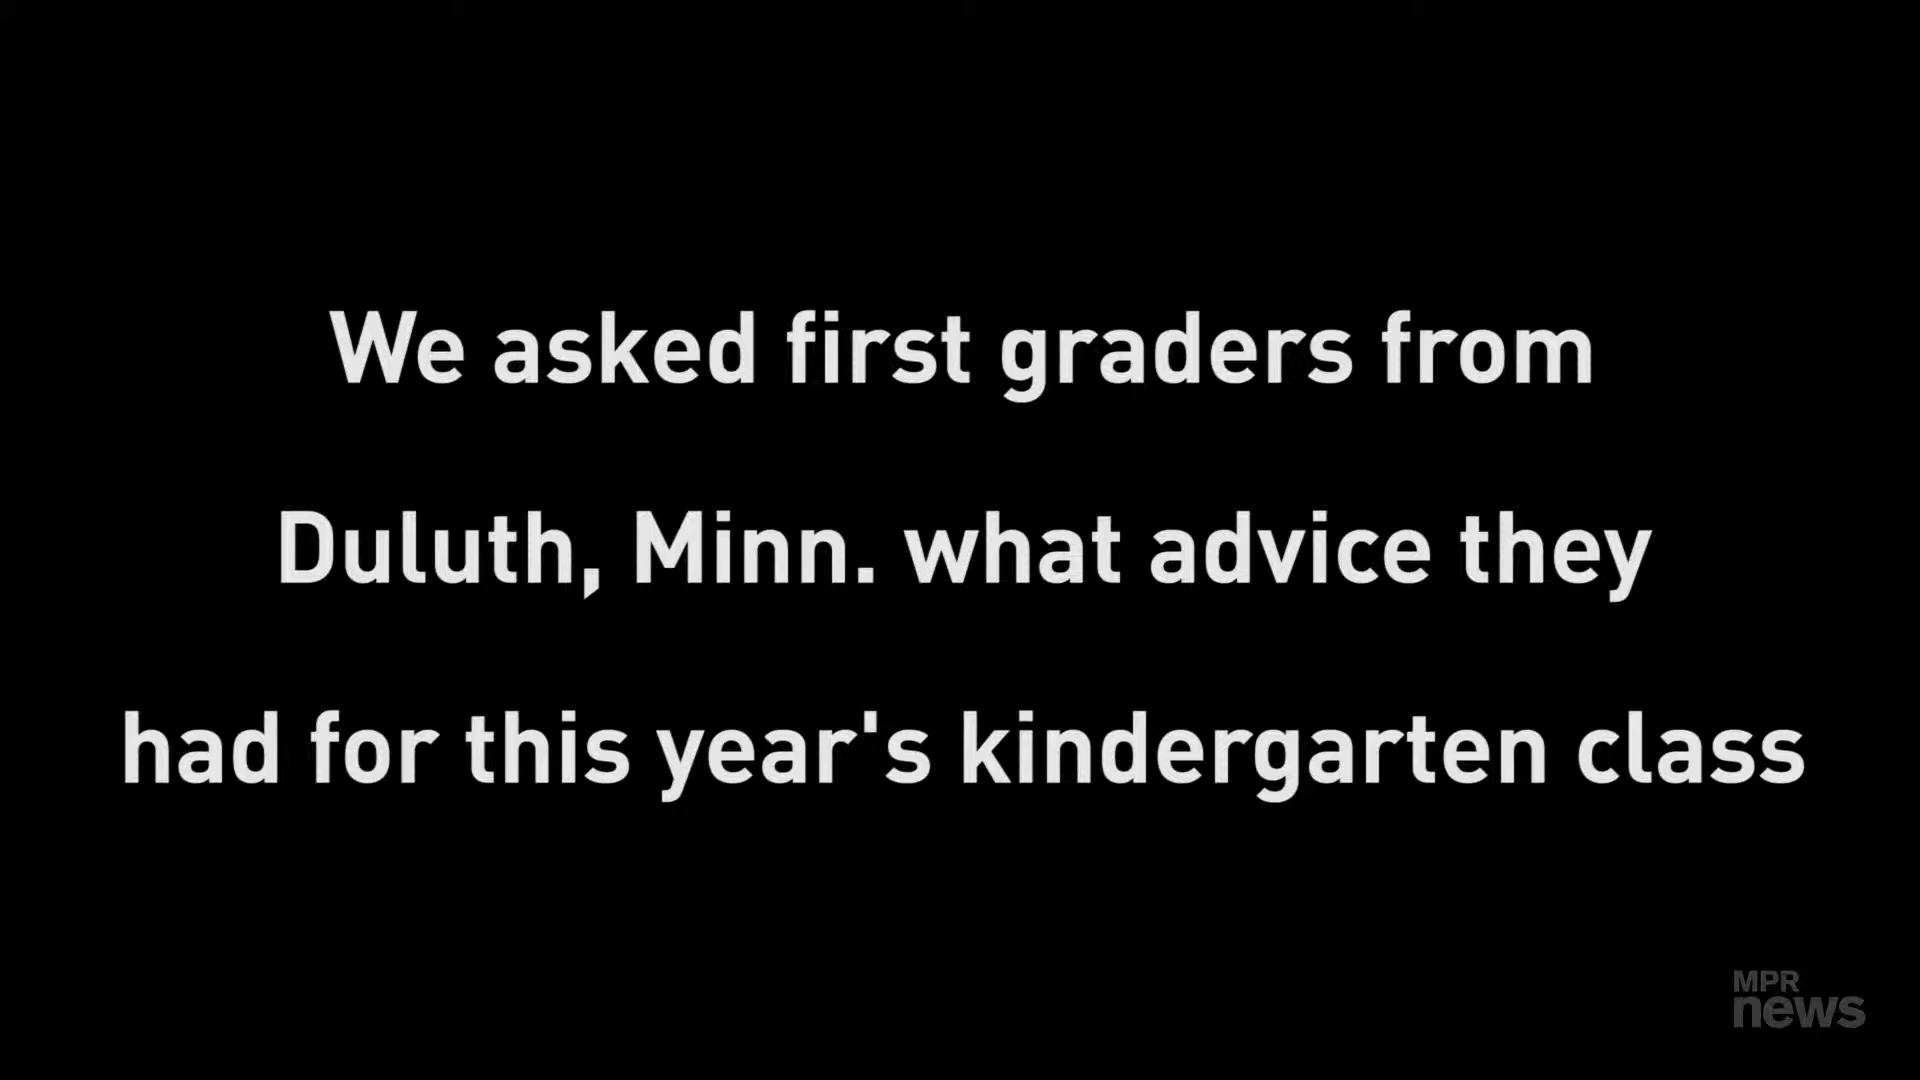 We asked first graders from
Duluth, Minn. what advice they
had for this year's kindergarten class
MPR
news